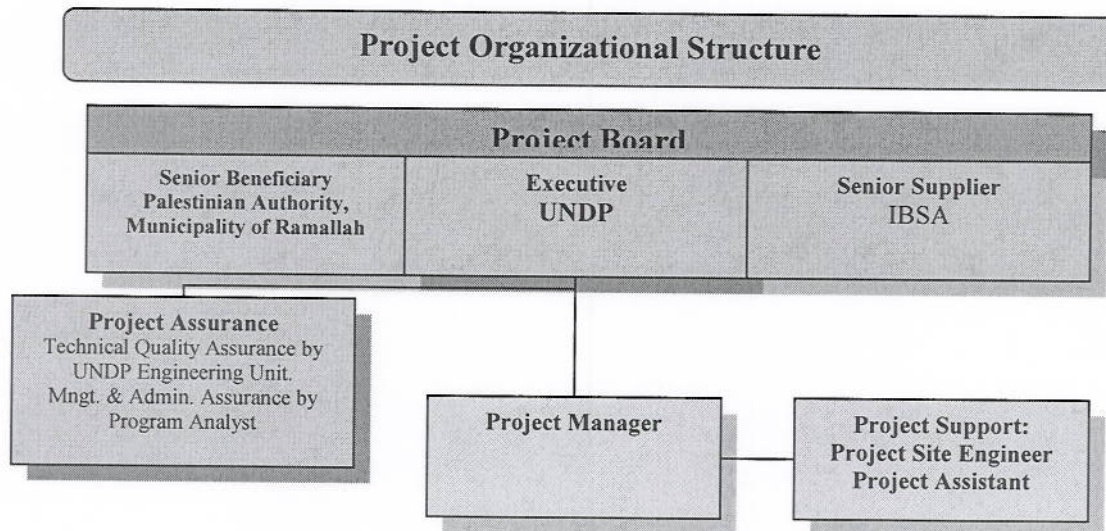 Project Organizational Structure
Project Board
Senior Beneficiary
Palestinian Authority,
Municipality of Ramallah
Executive
UNDP
Senior Supplier
IBSA
Project Assurance
Technical Quality Assurance by
UNDP Engineering Unit.
Mngt. & Admin. Assurance by
Program Analyst
Project Manager
Project Support:
Project Site Engineer
Project Assistant